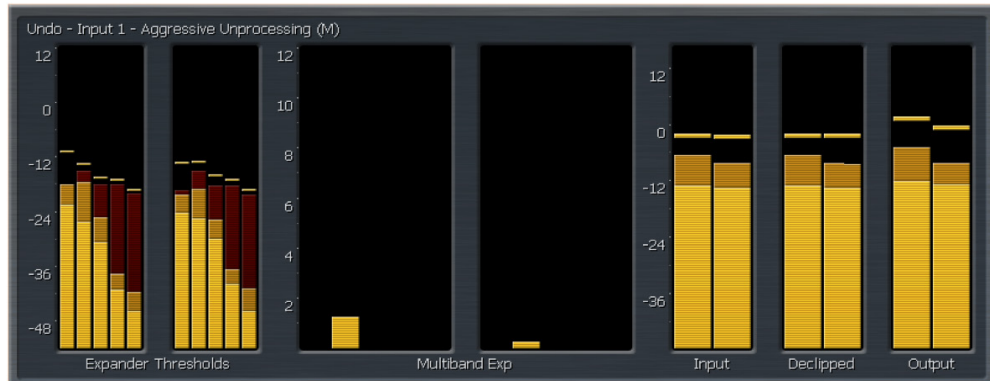 Undo - Input 1 - Aggressive Unprocessing (M)
12
0
-12
-24
-36
-48
12
10
8
6
4
2
12
0
-12
-24
-36
Expander Thresholds
Multiband Exp
Input
Declipped
Output